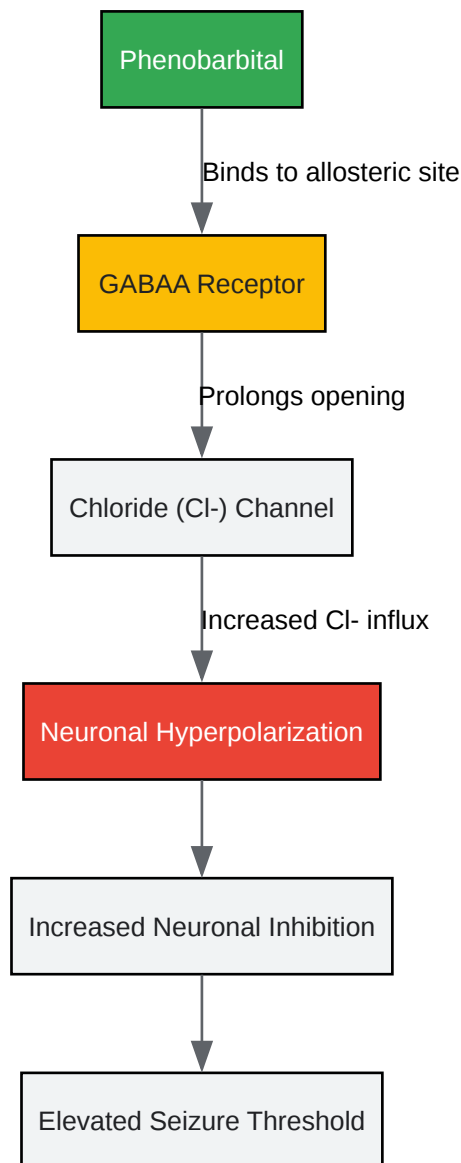 Phenobarbital
Binds to allosteric site
GABAA Receptor
Prolongs opening
Chloride (Cl-) Channel
Increased Cl- influx
Neuronal Hyperpolarization
Increased Neuronal Inhibition
Elevated Seizure Threshold